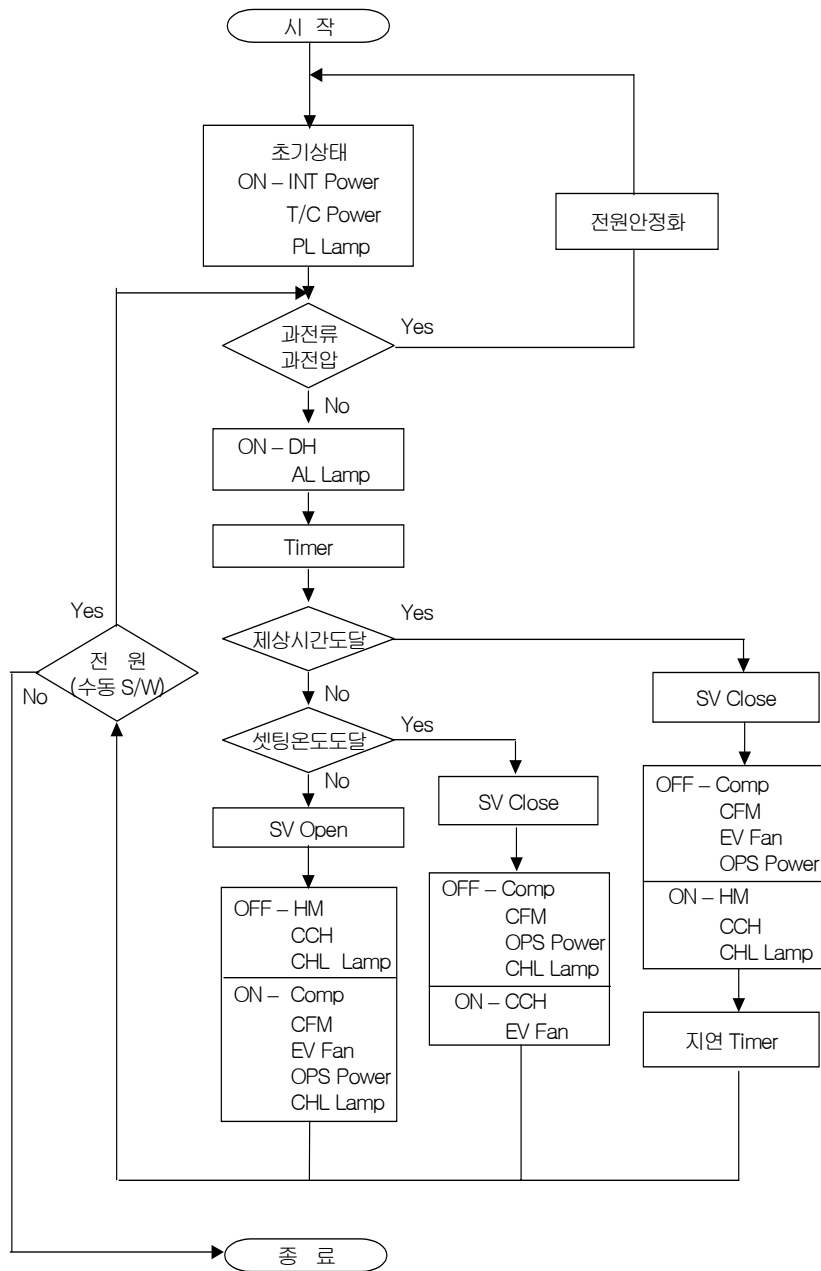 시 작
초기상태
ON – INT Power
T/C Power
PL Lamp
전원안정화
과전류
과전압
Yes
No
ON – DH
AL Lamp
Timer
제상시간도달
Yes
No
전 원
(수동 S/W)
Yes
No
셋팅온도도달
Yes
No
SV Open
OFF – HM
CCH
CHL Lamp
ON – Comp
CFM
EV Fan
OPS Power
CHL Lamp
SV Close
OFF – Comp
CFM
OPS Power
CHL Lamp
ON – CCH
EV Fan
SV Close
OFF – Comp
CFM
EV Fan
OPS Power
ON – HM
CCH
CHL Lamp
지연 Timer
종 료